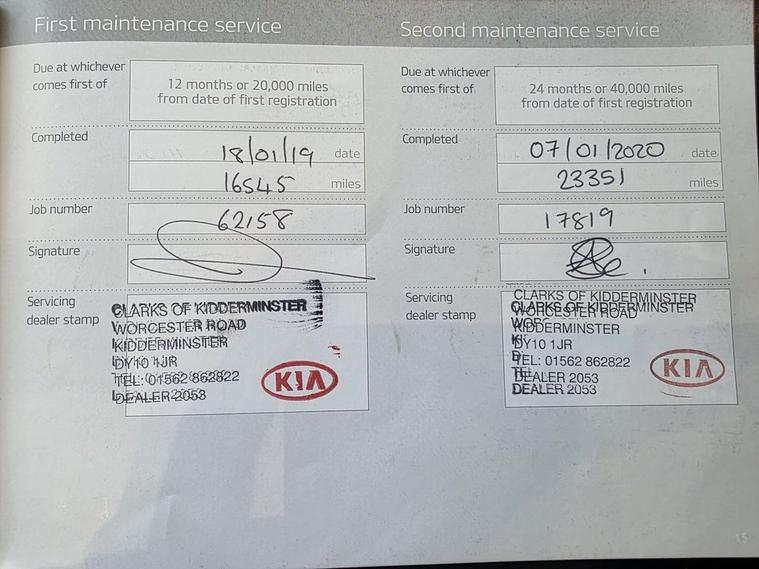 First maintenance service
Due at whichever
comes first of
12 months or 20,000 miles
from date of first registration
Completed
18/01/19 date
16545 miles
Job number
62158
Signature
Servicing
dealer stamp
CLARKS OF KIDDERMINSTER
WORCESTER ROAD
KIDDERMINSTER
DY10 1JR
TEL: 01562 862822
DEALER 2053
KIA
Second maintenance service
Due at whichever
comes first of
24 months or 40,000 miles
from date of first registration
Completed
07/01/2020 date
23351 miles
Job number
17819
Signature
Servicing
dealer stamp
CLARKS OF KIDDERMINSTER
CLARKS OF KIDDERMINSTER
WORCESTER ROAD
KIDDERMINSTER
DY10 1JR
TEL: 01562 862822
DEALER 2053
DEALER 2053
KIA
15